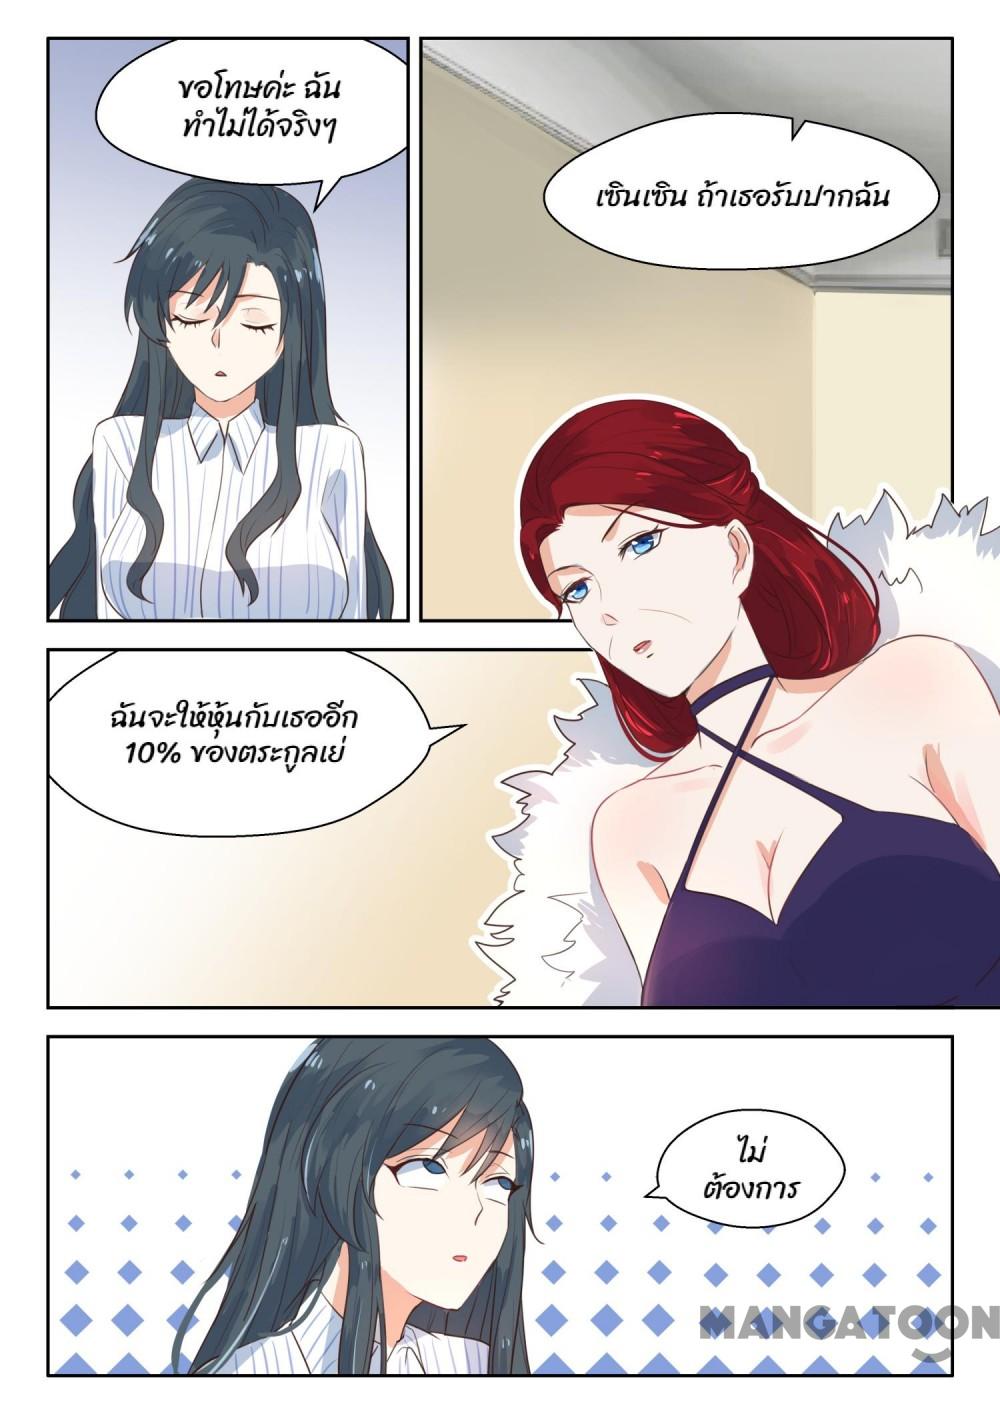 ขอโทษค่ะ ฉัน
ทำไม่ได้จริงๆ
เซินเซิน ถ้าเธอรับปากฉัน
ฉันจะให้หุ้นกับเธออีก
10% ของตระกูลเย่
ไม่
ต้องการ
MANGATOON